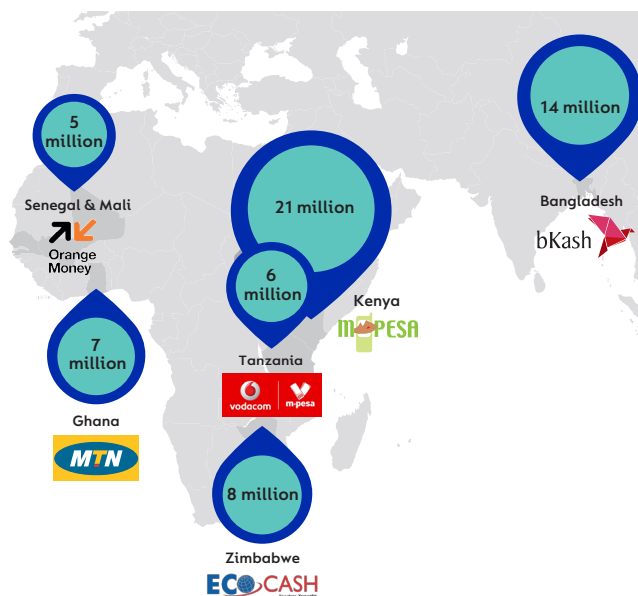 5
million
Senegal & Mali
Orange
Money
14 million
Bangladesh
bKash
21 million
6
million
Kenya
M-PESA
Tanzania
vodacom
m-pesa
7
million
Ghana
MTN
8 million
Zimbabwe
ECOCASH